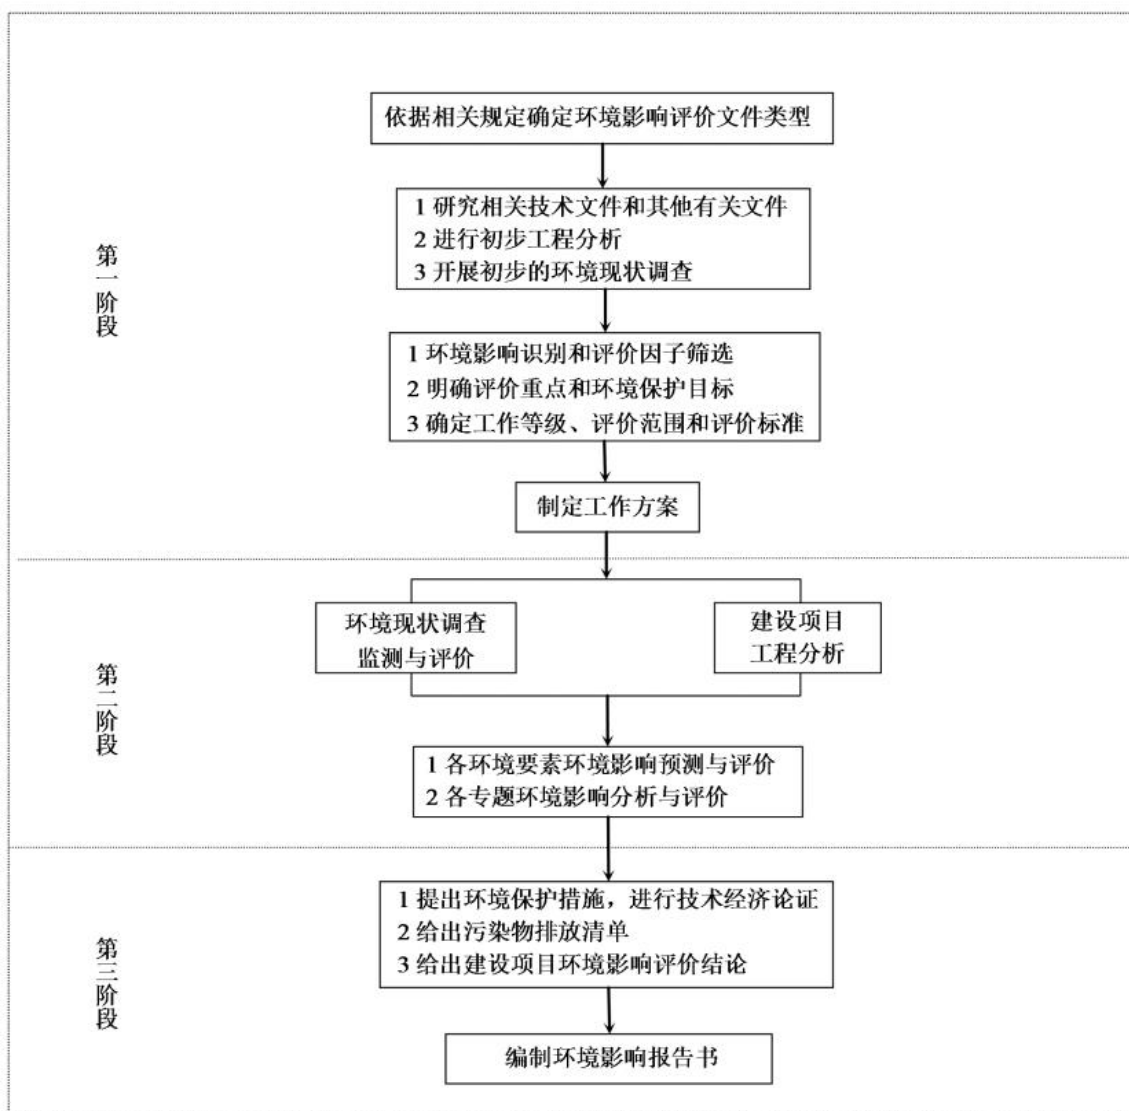 依据相关规定确定环境影响评价文件类型
1 研究相关技术文件和其他有关文件
2 进行初步工程分析
3 开展初步的环境现状调查
第一阶段
1 环境影响识别和评价因子筛选
2 明确评价重点和环境保护目标
3 确定工作等级、评价范围和评价标准
制定工作方案
环境现状调查
监测与评价
建设项目
工程分析
第二阶段
1 各环境要素环境影响预测与评价
2 各专题环境影响分析与评价
1 提出环境保护措施，进行技术经济论证
2 给出污染物排放清单
3 给出建设项目环境影响评价结论
第三阶段
编制环境影响报告书